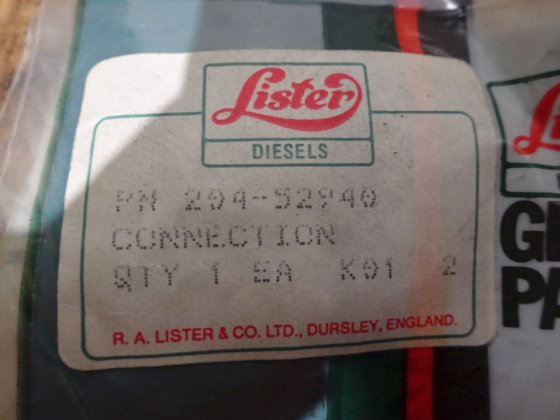 Lister
DIESELS
PN 204-52940
CONNECTION
QTY 1 EA K01 2
R. A. LISTER & CO. LTD., DURSLEY, ENGLAND.